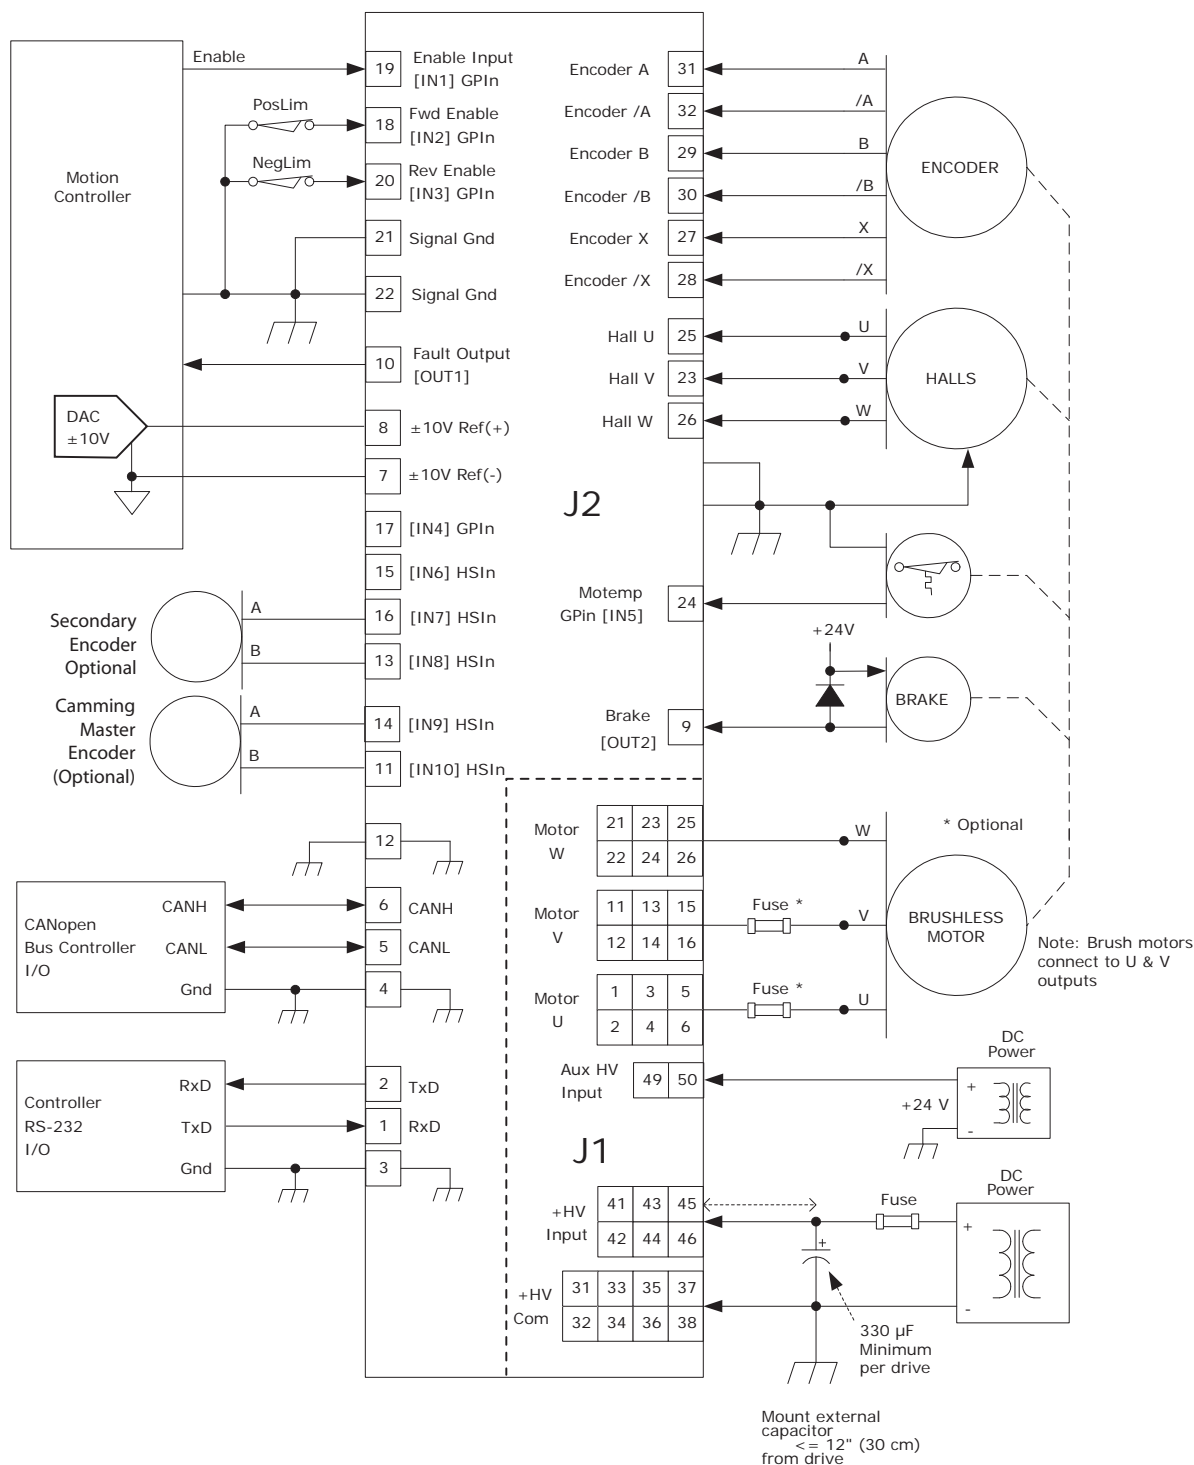 Motion
Controller
Enable
PosLim
NegLim
DAC
±10V
19
Enable Input
[IN1] GPIn
18
Fwd Enable
[IN2] GPIn
20
Rev Enable
[IN3] GPIn
21
Signal Gnd
22
Signal Gnd
10
Fault Output
[OUT1]
8
±10V Ref(+)
7
±10V Ref(-)
17
[IN4] GPIn
15
[IN6] HSIn
Secondary
Encoder
Optional
A
B
16
[IN7] HSIn
13
[IN8] HSIn
Camming
Master
Encoder
(Optional)
A
B
14
[IN9] HSIn
11
[IN10] HSIn
12
CANopen
Bus Controller
I/O
CANH
CANL
Gnd
6
CANH
5
CANL
4
Controller
RS-232
I/O
RxD
TxD
Gnd
2
TxD
1
RxD
3
J2
Encoder A
31
A
Encoder /A
32
/A
Encoder B
29
B
Encoder /B
30
/B
Encoder X
27
X
Encoder /X
28
/X
ENCODER
Hall U
25
U
Hall V
23
V
Hall W
26
W
HALLS
Motemp
GPin [IN5]
24
+24V
Brake
[OUT2]
9
BRAKE
Motor
W
21 23 25
22 24 26
W
* Optional
Motor
V
11 13 15
12 14 16
Fuse *
V
BRUSHLESS
MOTOR
Note: Brush motors
connect to U & V
outputs
Motor
U
1 3 5
2 4 6
Fuse *
U
Aux HV
Input
49 50
DC
Power
+24 V
+
-
J1
+HV
Input
41 43 45
42 44 46
Fuse
DC
Power
+
-
+
+HV
Com
31 33 35 37
32 34 36 38
330 µF
Minimum
per drive
Mount external
capacitor
<= 12" (30 cm)
from drive